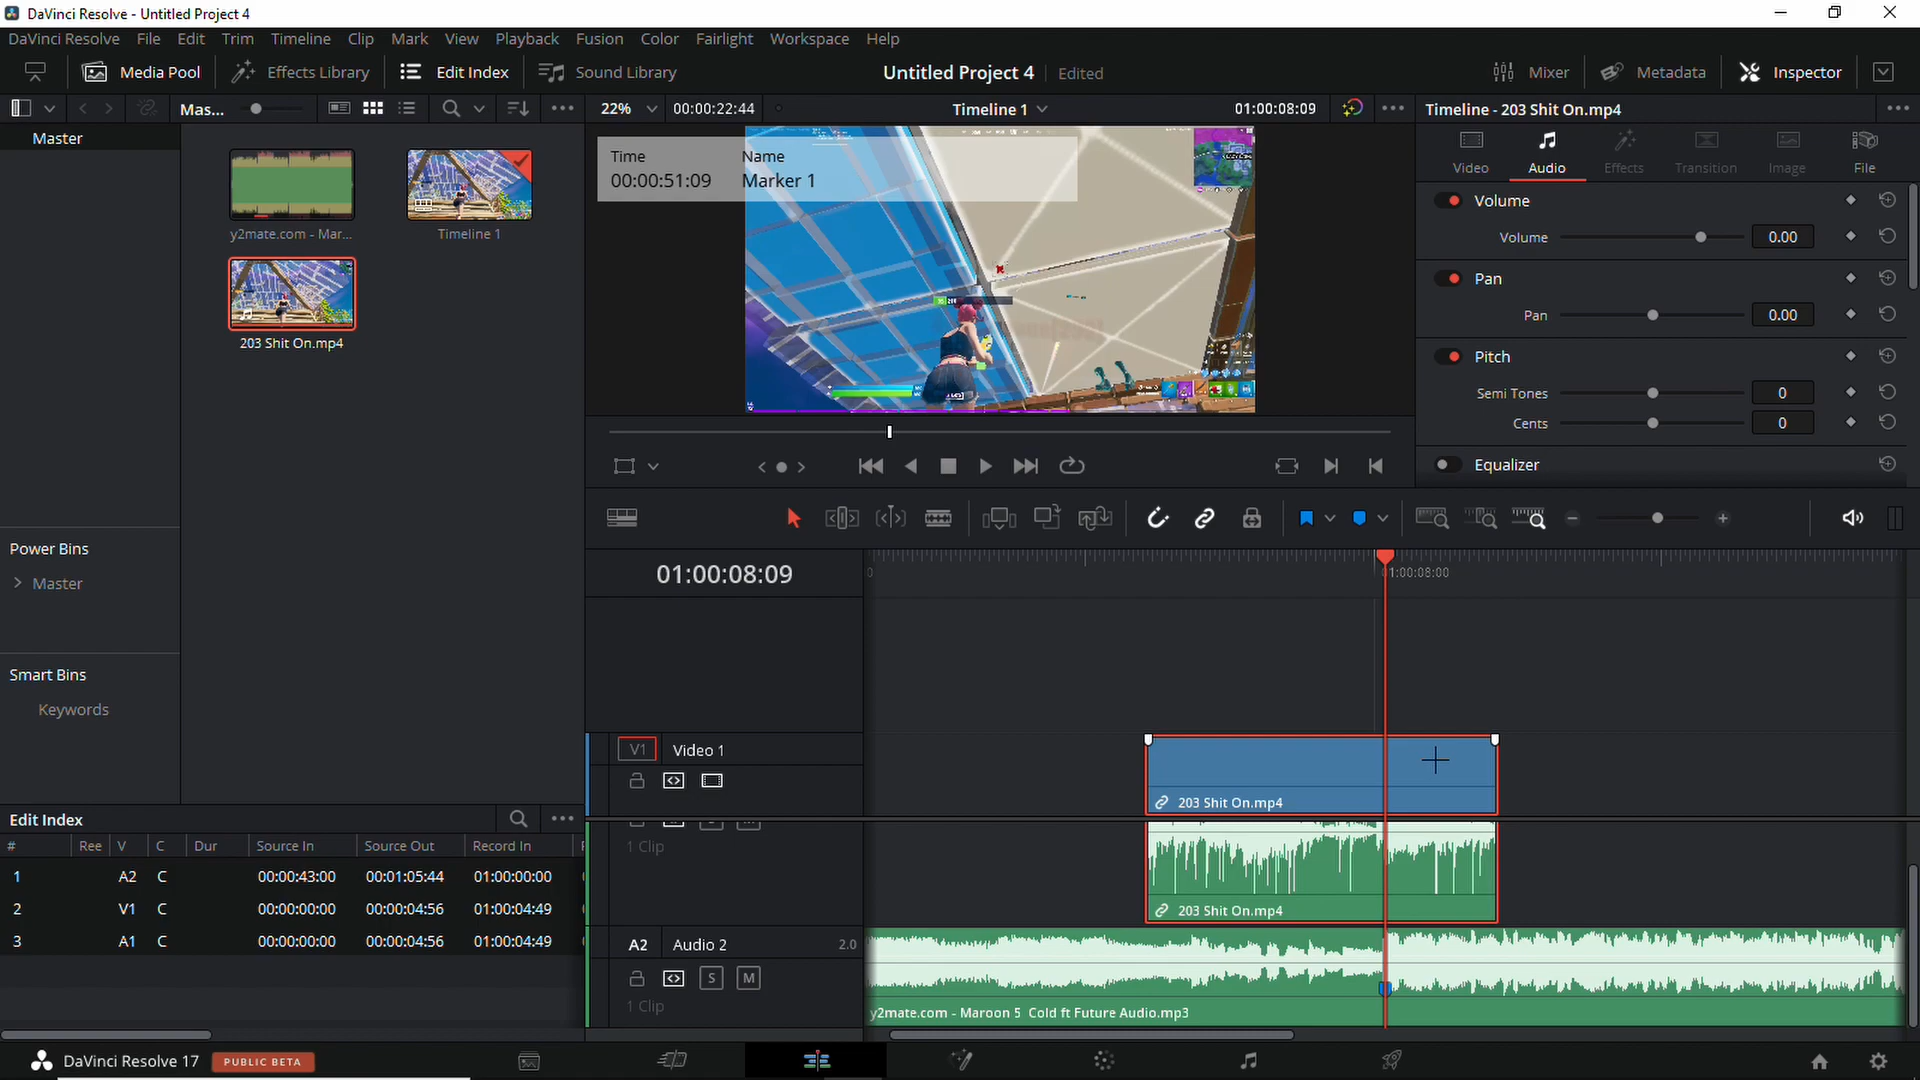 DaVinci Resolve - Untitled Project 4
DaVinci Resolve File Edit Trim Timeline Clip Mark View Playback Fusion Color Fairlight Workspace Help
Media Pool Effects Library Edit Index Sound Library Untitled Project 4 Edited Mixer Metadata Inspector
Mas... 22% 00:00:22:44 Timeline 1 01:00:08:09 Timeline - 203 Shit On.mp4
Master
Time Name
00:00:51:09 Marker 1
Video Audio Effects Transition Image File
y2mate.com - Mar... Timeline 1
203 Shit On.mp4
Volume
Volume 0.00
Pan
Pan 0.00
Pitch
Semi Tones 0
Cents 0
Equalizer
Power Bins
Master
Smart Bins
Keywords
01:00:08:09
01:00:08:00
V1 Video 1
203 Shit On.mp4
1 Clip
203 Shit On.mp4
A2 Audio 2 2.0
S M
1 Clip
y2mate.com - Maroon 5 Cold ft Future Audio.mp3
Edit Index
# Ree V C Dur Source In Source Out Record In
1 A2 C 00:00:43:00 00:01:05:44 01:00:00:00
2 V1 C 00:00:00:00 00:00:04:56 01:00:04:49
3 A1 C 00:00:00:00 00:00:04:56 01:00:04:49
DaVinci Resolve 17 PUBLIC BETA